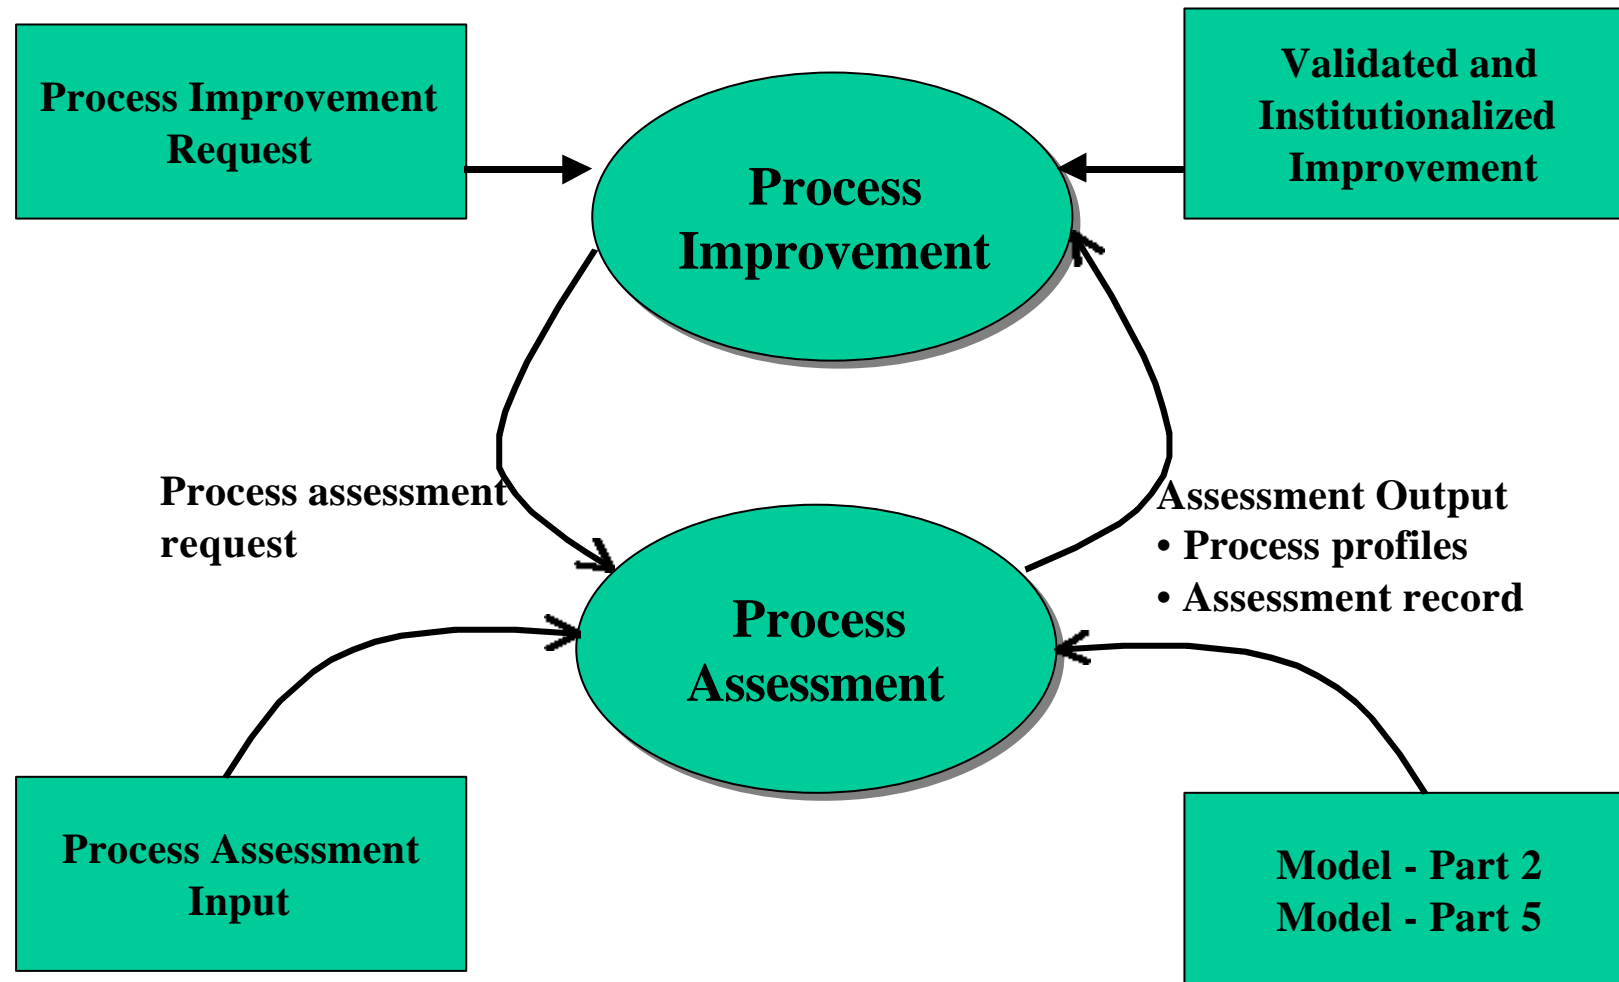 Process Improvement
Request
Process
Improvement
Validated and
Institutionalized
Improvement
Process assessment
request
Assessment Output
• Process profiles
• Assessment record
Process
Assessment
Process Assessment
Input
Model - Part 2
Model - Part 5